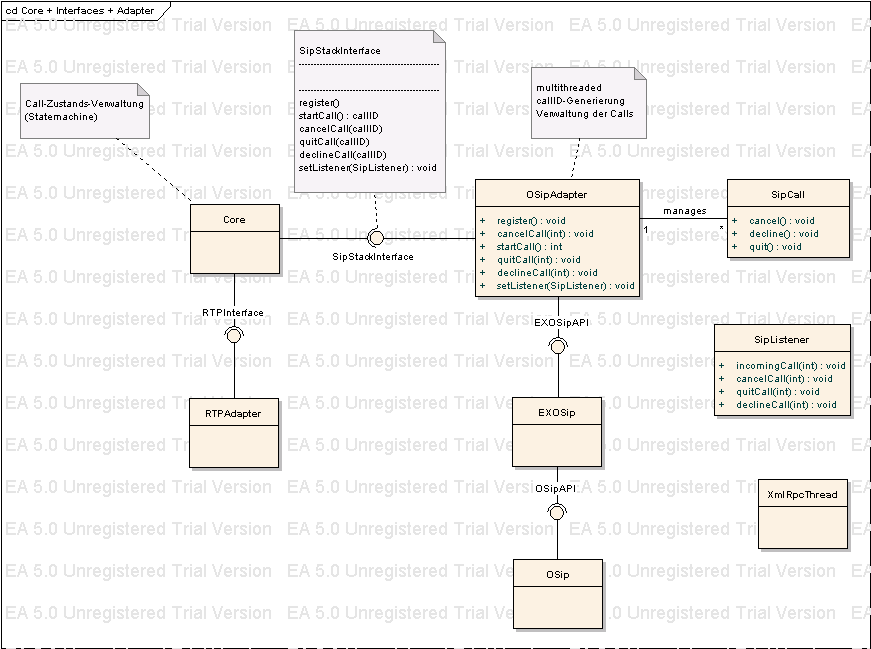 cd Core + Interfaces + Adapter
EA 5.0 Unregistered Trial Version
SipStackInterface
register()
startCall() : callID
cancelCall(callID)
quitCall(callID)
declineCall(callID)
setListener(SipListener) : void
Call-Zustands-Verwaltung
(Statemachine)
multithreaded
callID-Generierung
Verwaltung der Calls
Core
SipStackInterface
OSipAdapter
+ register() : void
+ cancelCall(int) : void
+ startCall() : int
+ quitCall(int) : void
+ declineCall(int) : void
+ setListener(SipListener) : void
manages
1
*
SipCall
+ cancel() : void
+ decline() : void
+ quit() : void
RTPInterface
RTPAdapter
EXOSipAPI
EXOSip
OSipAPI
OSip
SipListener
+ incomingCall(int) : void
+ cancelCall(int) : void
+ quitCall(int) : void
+ declineCall(int) : void
XmlRpcThread